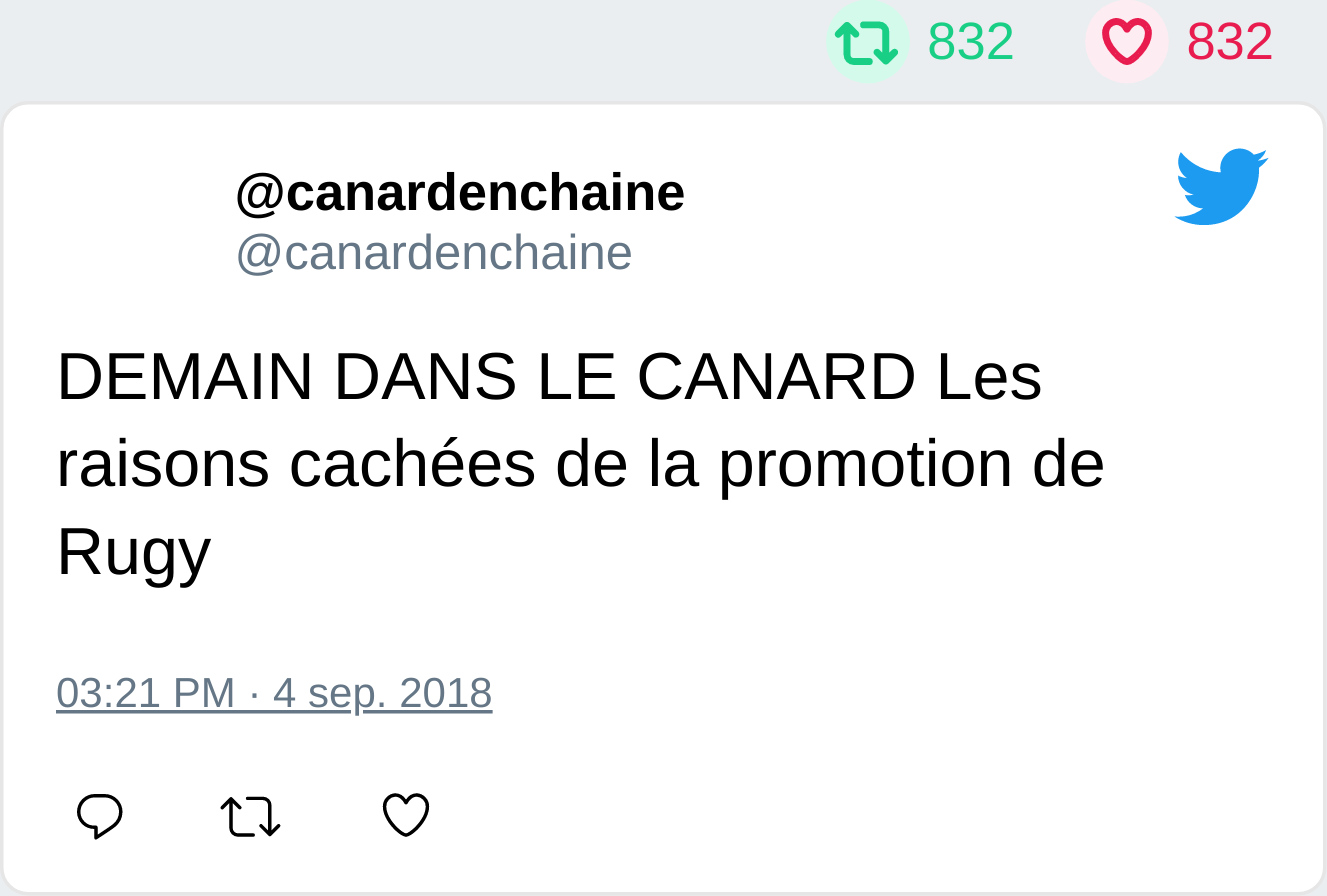 832 832
@canardenchaine
@canardenchaine
DEMAIN DANS LE CANARD Les
raisons cachées de la promotion de
Rugy
03:21 PM · 4 sep. 2018